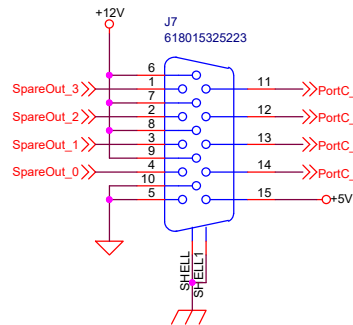 +12V
J7
618015325223
6
SpareOut_3 1 11 PortC_
7
SpareOut_2 2 12 PortC_
8
SpareOut_1 3 13 PortC_
9
SpareOut_0 4 14 PortC_
10
5 15 +5V
SHELL
SHELL1